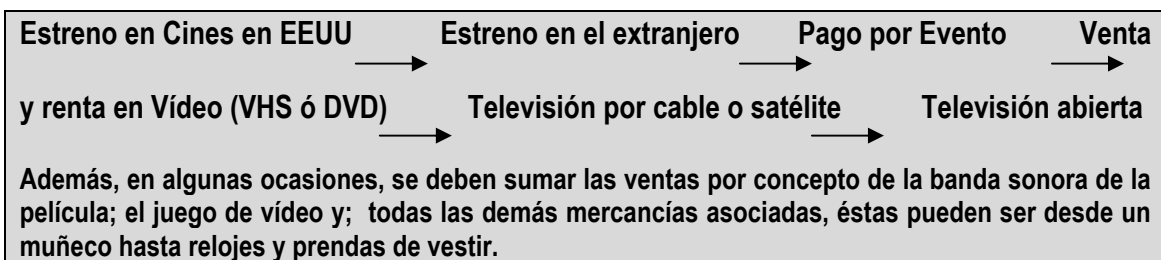 Estreno en Cines en EEUU Estreno en el extranjero Pago por Evento Venta
y renta en Vídeo (VHS ó DVD) Televisión por cable o satélite Televisión abierta
Además, en algunas ocasiones, se deben sumar las ventas por concepto de la banda sonora de la
película; el juego de vídeo y; todas las demás mercancías asociadas, éstas pueden ser desde un
muñeco hasta relojes y prendas de vestir.